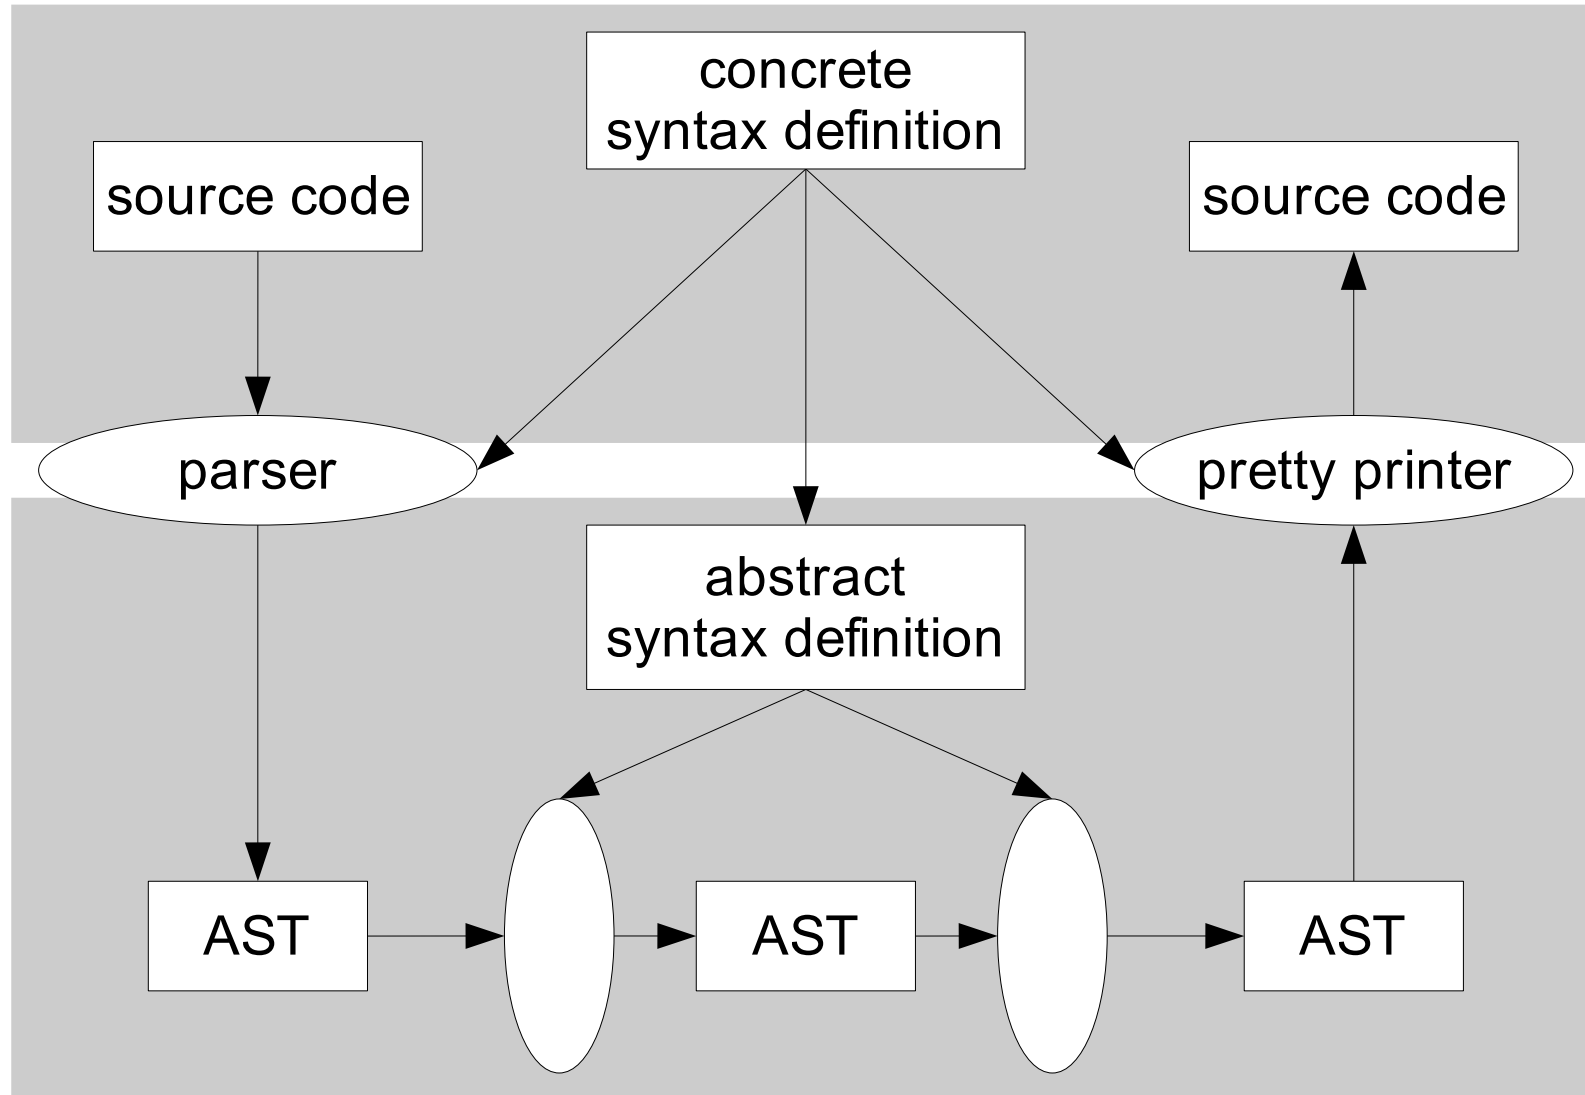 concrete
syntax definition
source code
source code
parser
pretty printer
abstract
syntax definition
AST
AST
AST